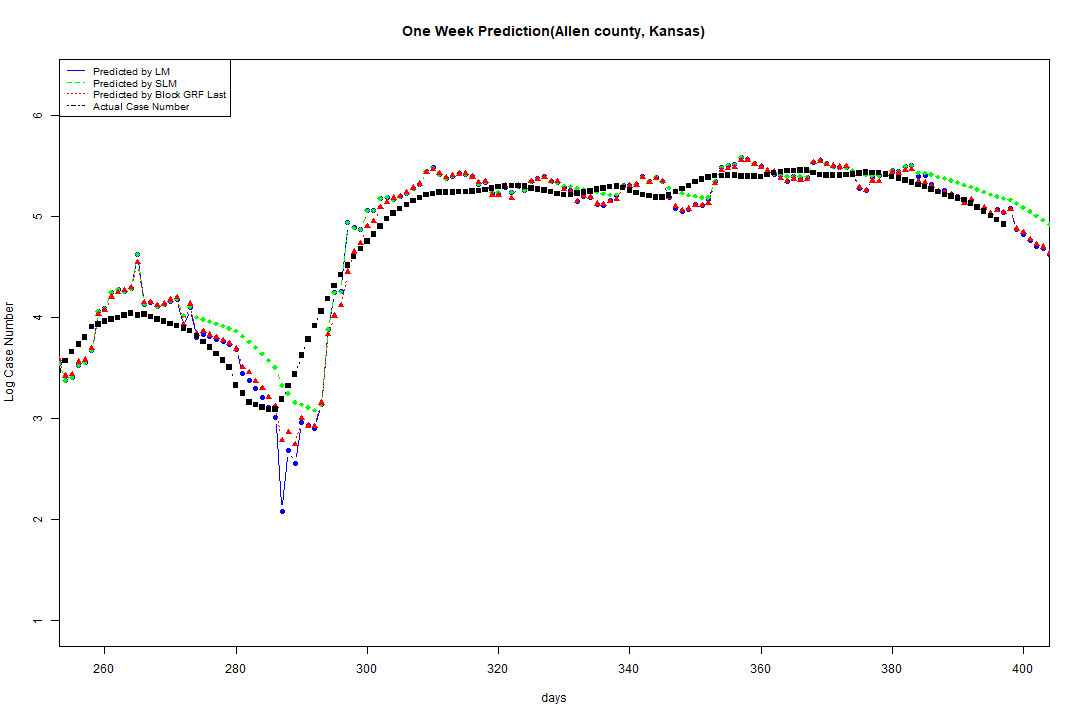 One Week Prediction(Allen county, Kansas)
Predicted by LM
Predicted by SLM
Predicted by Block GRF Last
Actual Case Number
Log Case Number
6
5
4
3
2
1
260 280 300 320 340 360 380 400
days